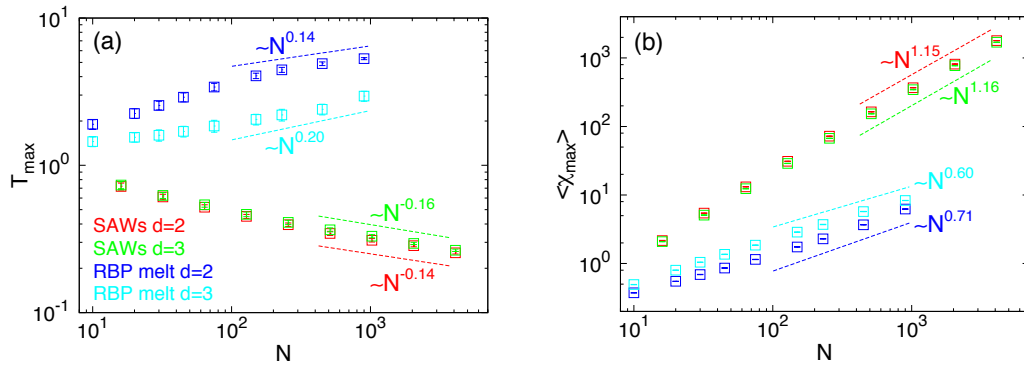 (a)
T_max
10^1
10^0
10^-1
~N^0.14
~N^0.20
~N^-0.16
~N^-0.14
SAWs d=2
SAWs d=3
RBP melt d=2
RBP melt d=3
10^1 10^2 10^3
N
(b)
<χ_max>
10^3
10^2
10^1
10^0
~N^1.15
~N^1.16
~N^0.60
~N^0.71
10^1 10^2 10^3
N